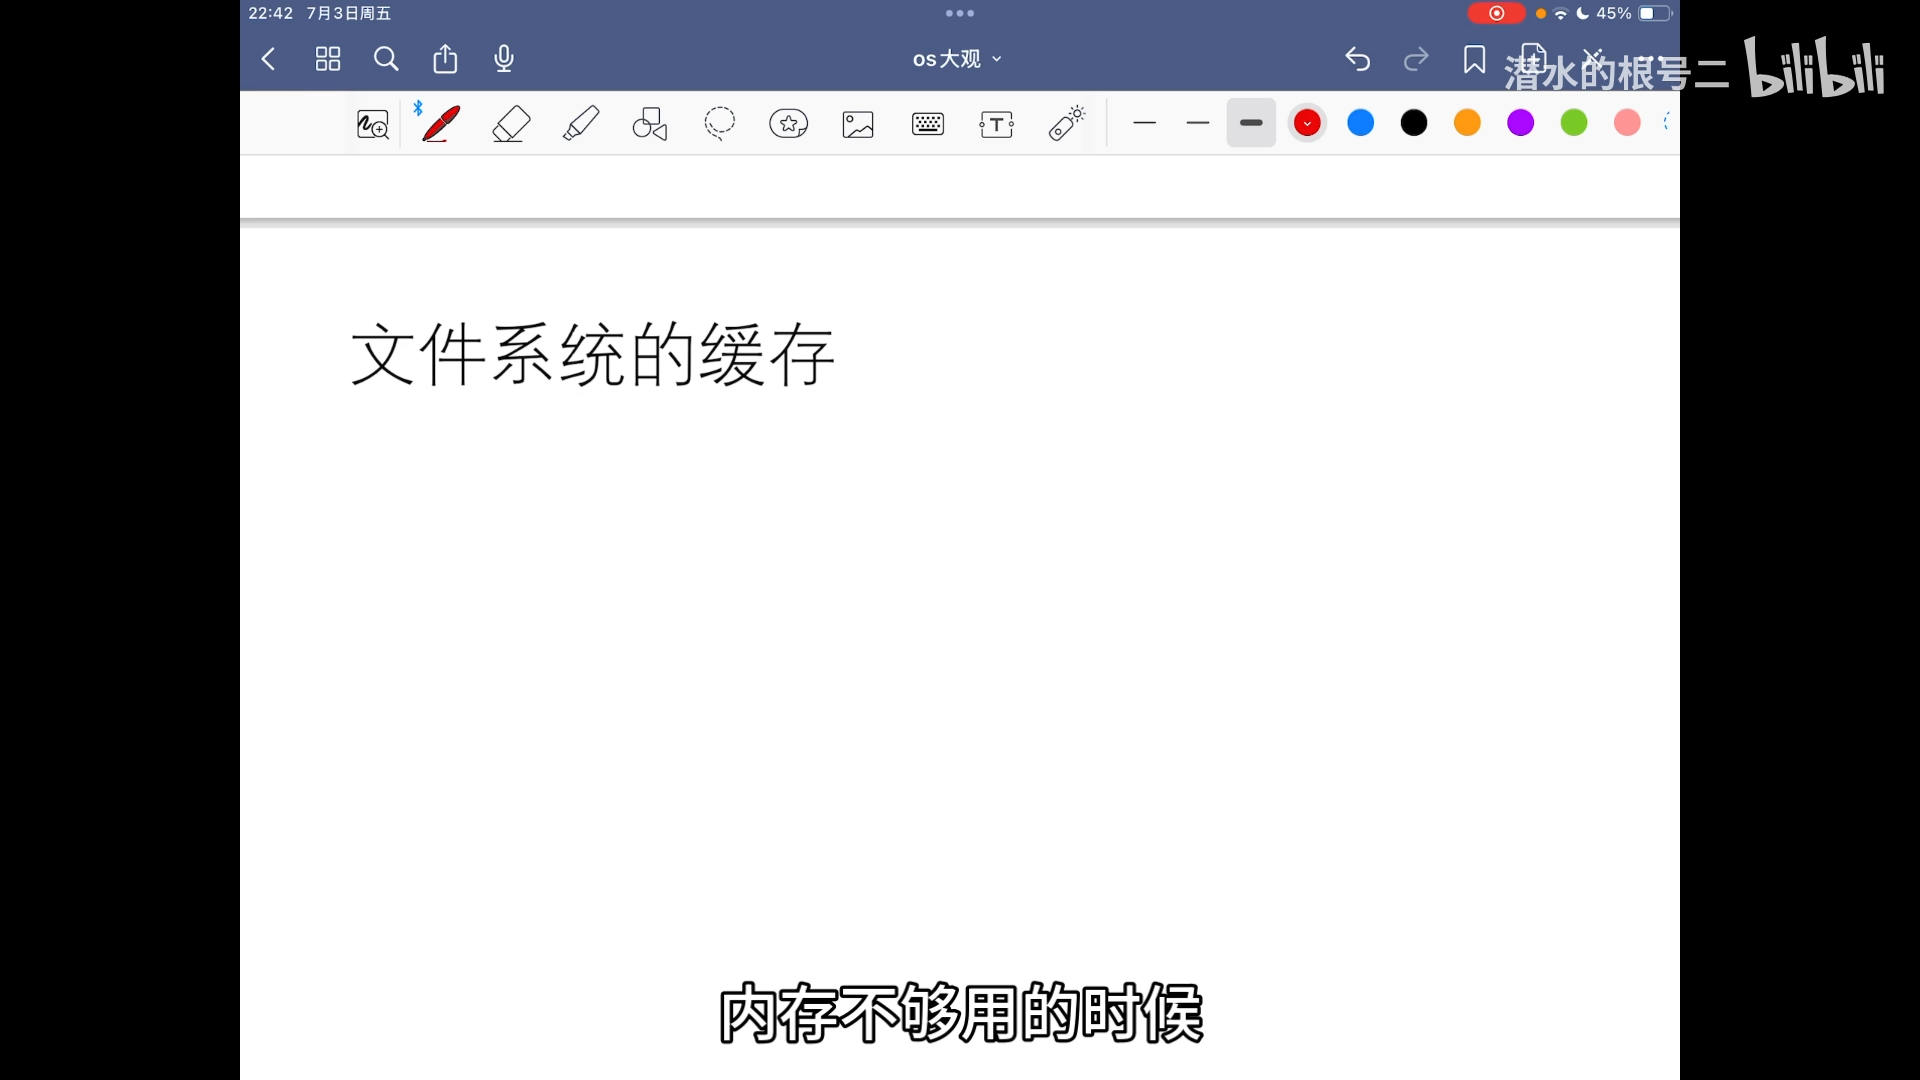 22:42 7月3日周五
45%
os大观
潜水的根号二 bilibili
T
文件系统的缓存
内存不够用的时候